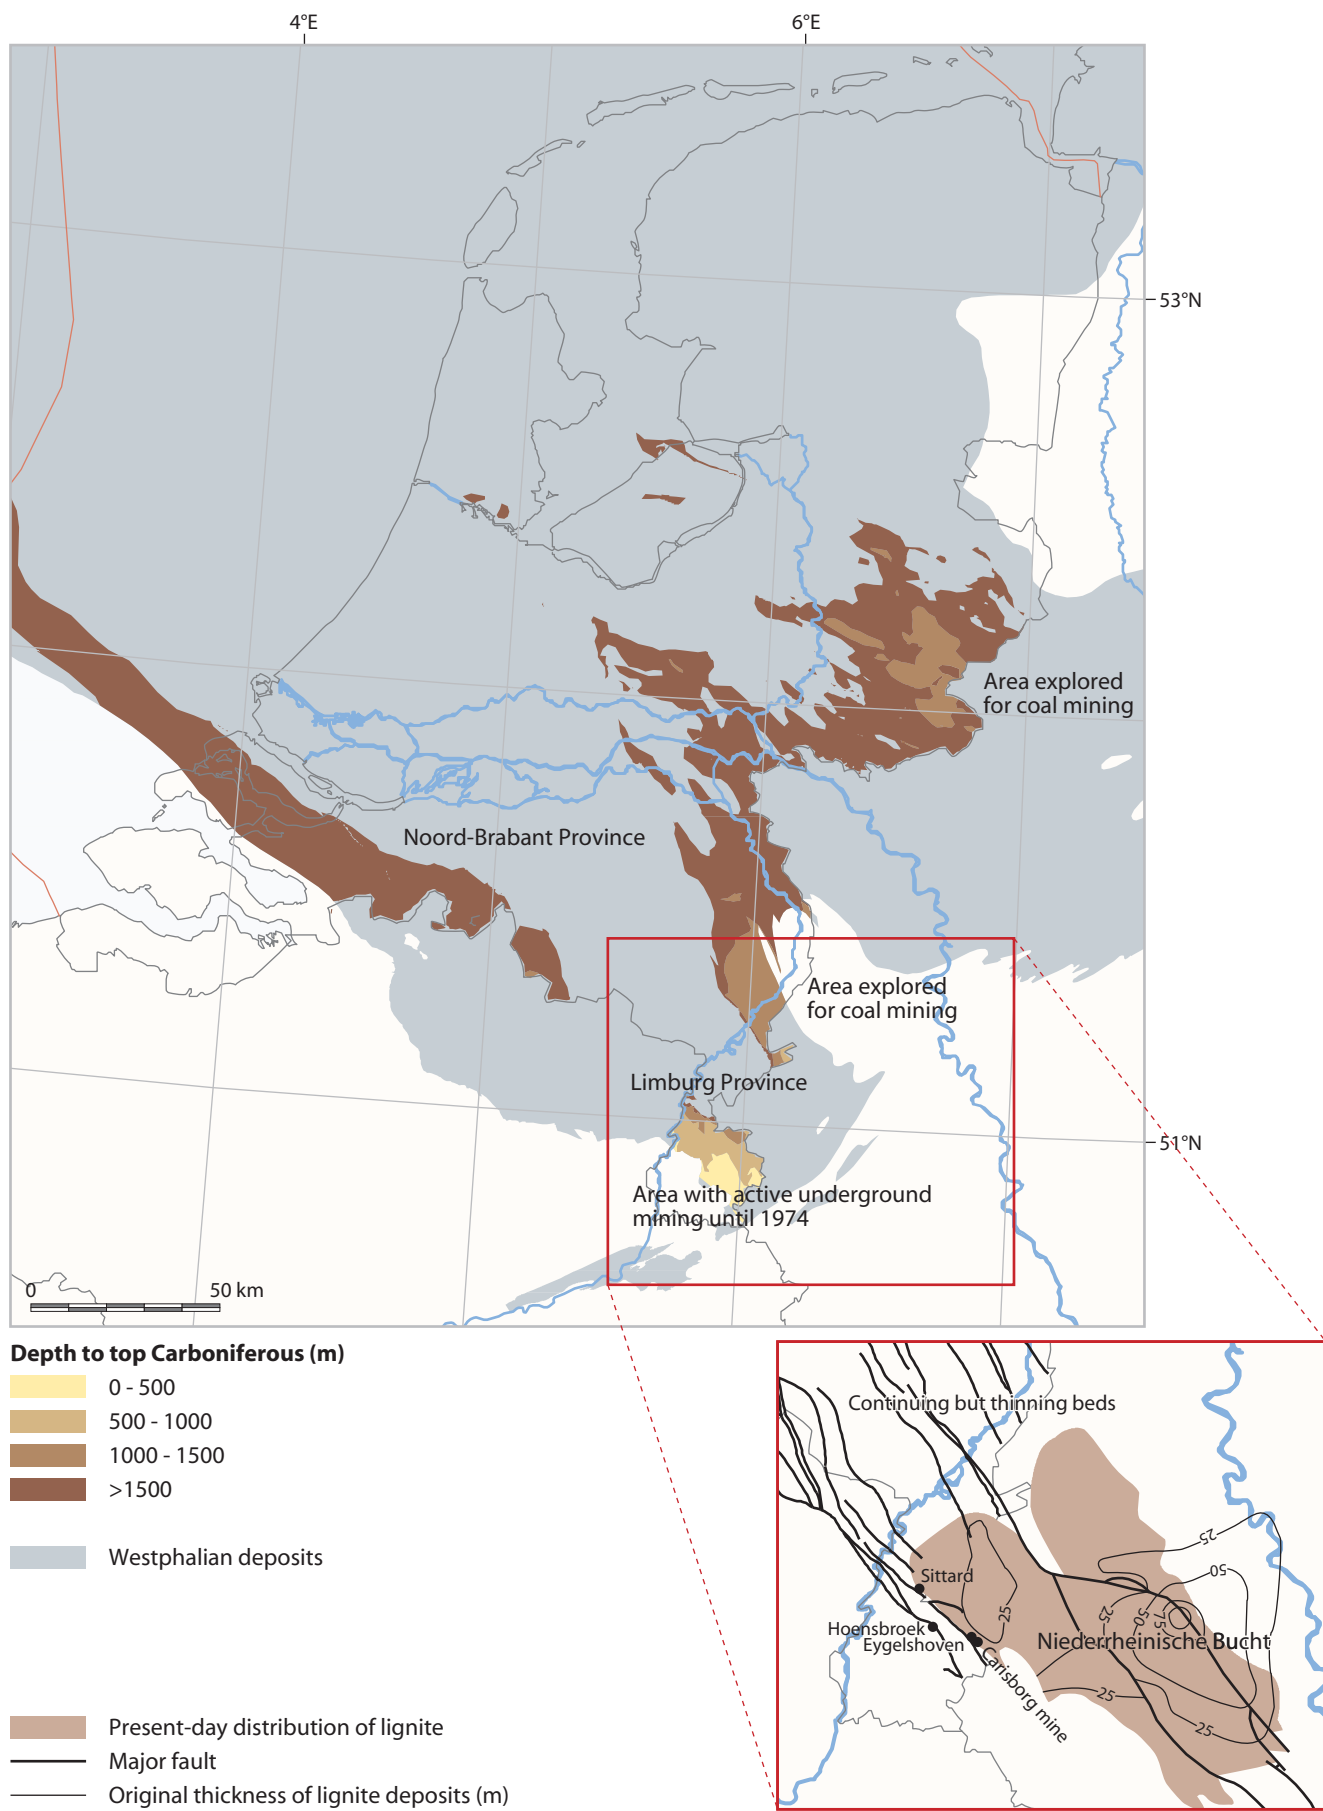 4°E
6°E
53°N
Area explored
for coal mining
Noord-Brabant Province
Area explored
for coal mining
Limburg Province
51°N
Area with active underground
mining until 1974
0
50 km
Depth to top Carboniferous (m)
0 - 500
500 - 1000
1000 - 1500
>1500
Westphalian deposits
Present-day distribution of lignite
Major fault
Original thickness of lignite deposits (m)
Continuing but thinning beds
25
50
Sittard
25
25
50
75
Hoensbroek
Eygelshoven
Niederrheinische Bucht
Carisborg mine
25
25